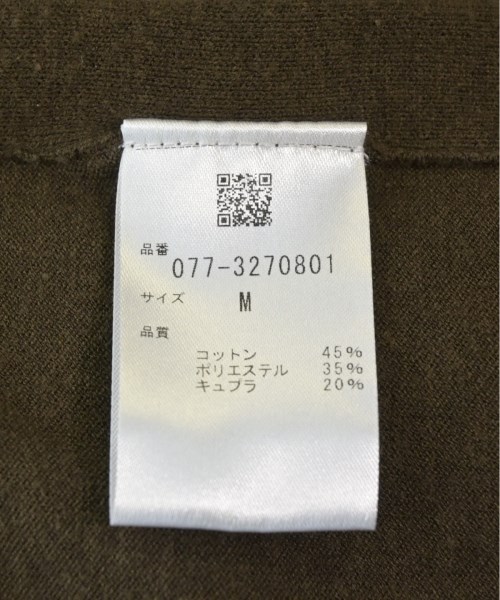 品番
077-3270801
サイズ M
品質
コットン 45%
ポリエステル 35%
キュプラ 20%